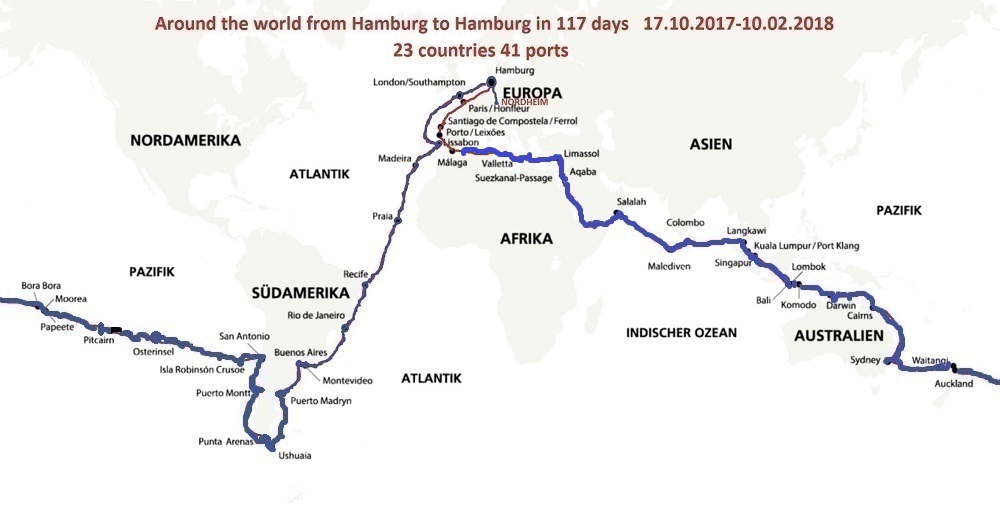 Around the world from Hamburg to Hamburg in 117 days 17.10.2017-10.02.2018
23 countries 41 ports
Hamburg
London/Southampton
EUROPA
NORDHEIM
Paris/Honfleur
Santiago de Compostela/Ferrol
Porto/Leixões
Lissabon
NORDAMERIKA
ASIEN
Madeira
Málaga
Valletta
Limassol
ATLANTIK
Suezkanal-Passage
Aqaba
Praia
Salalah
Colombo
PAZIFIK
AFRIKA
Langkawi
Kuala Lumpur/Port Klang
Malediven
Singapur
Lombok
PAZIFIK
Recife
Bora Bora
Moorea
SÜDAMERIKA
Bali
Komodo
Darwin
Cairns
Papeete
Rio de Janeiro
Pitcairn
San Antonio
INDISCHER OZEAN
AUSTRALIEN
Osterinsel
Buenos Aires
Isla Robinsón Crusoe
Sydney
Waitangi
Montevideo
ATLANTIK
Auckland
Puerto Montt
Puerto Madryn
Punta Arenas
Ushuaia